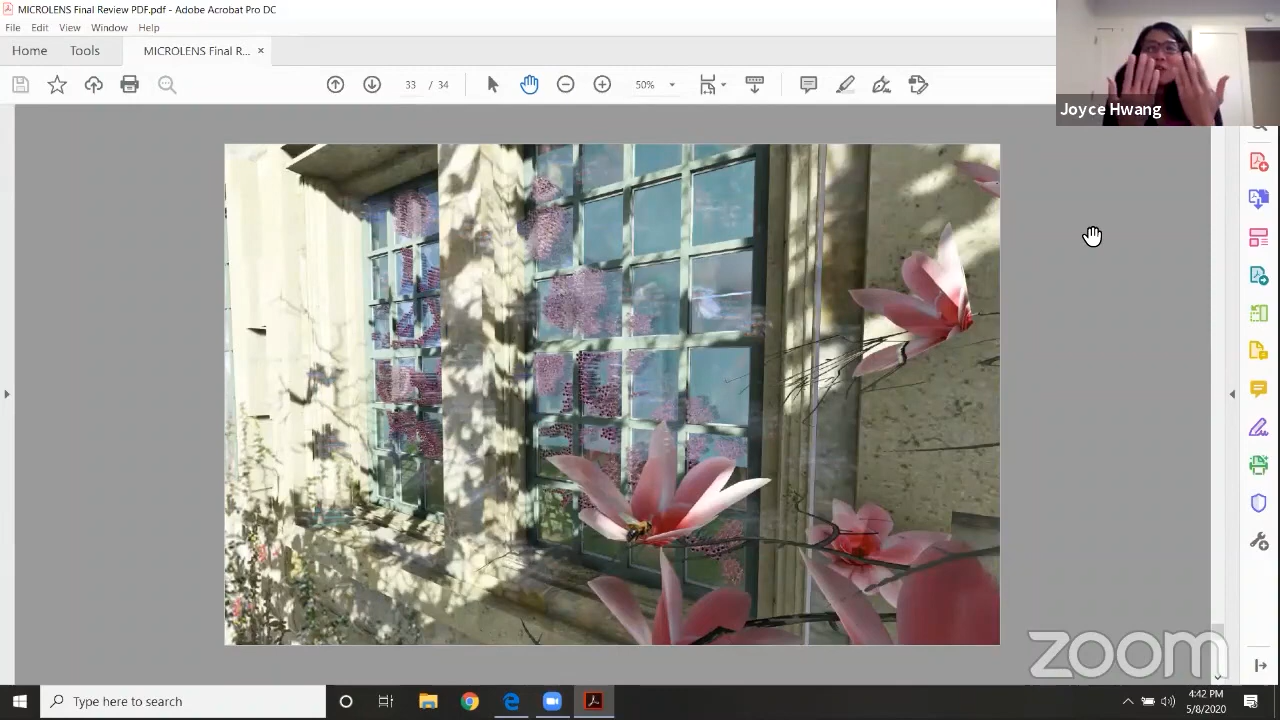 MICROLENS Final Review PDF.pdf - Adobe Acrobat Pro DC
File Edit View Window Help
Home Tools MICROLENS Final R... ×
33 / 34 50%
Joyce Hwang
zoom
Type here to search
4:42 PM
5/8/2020